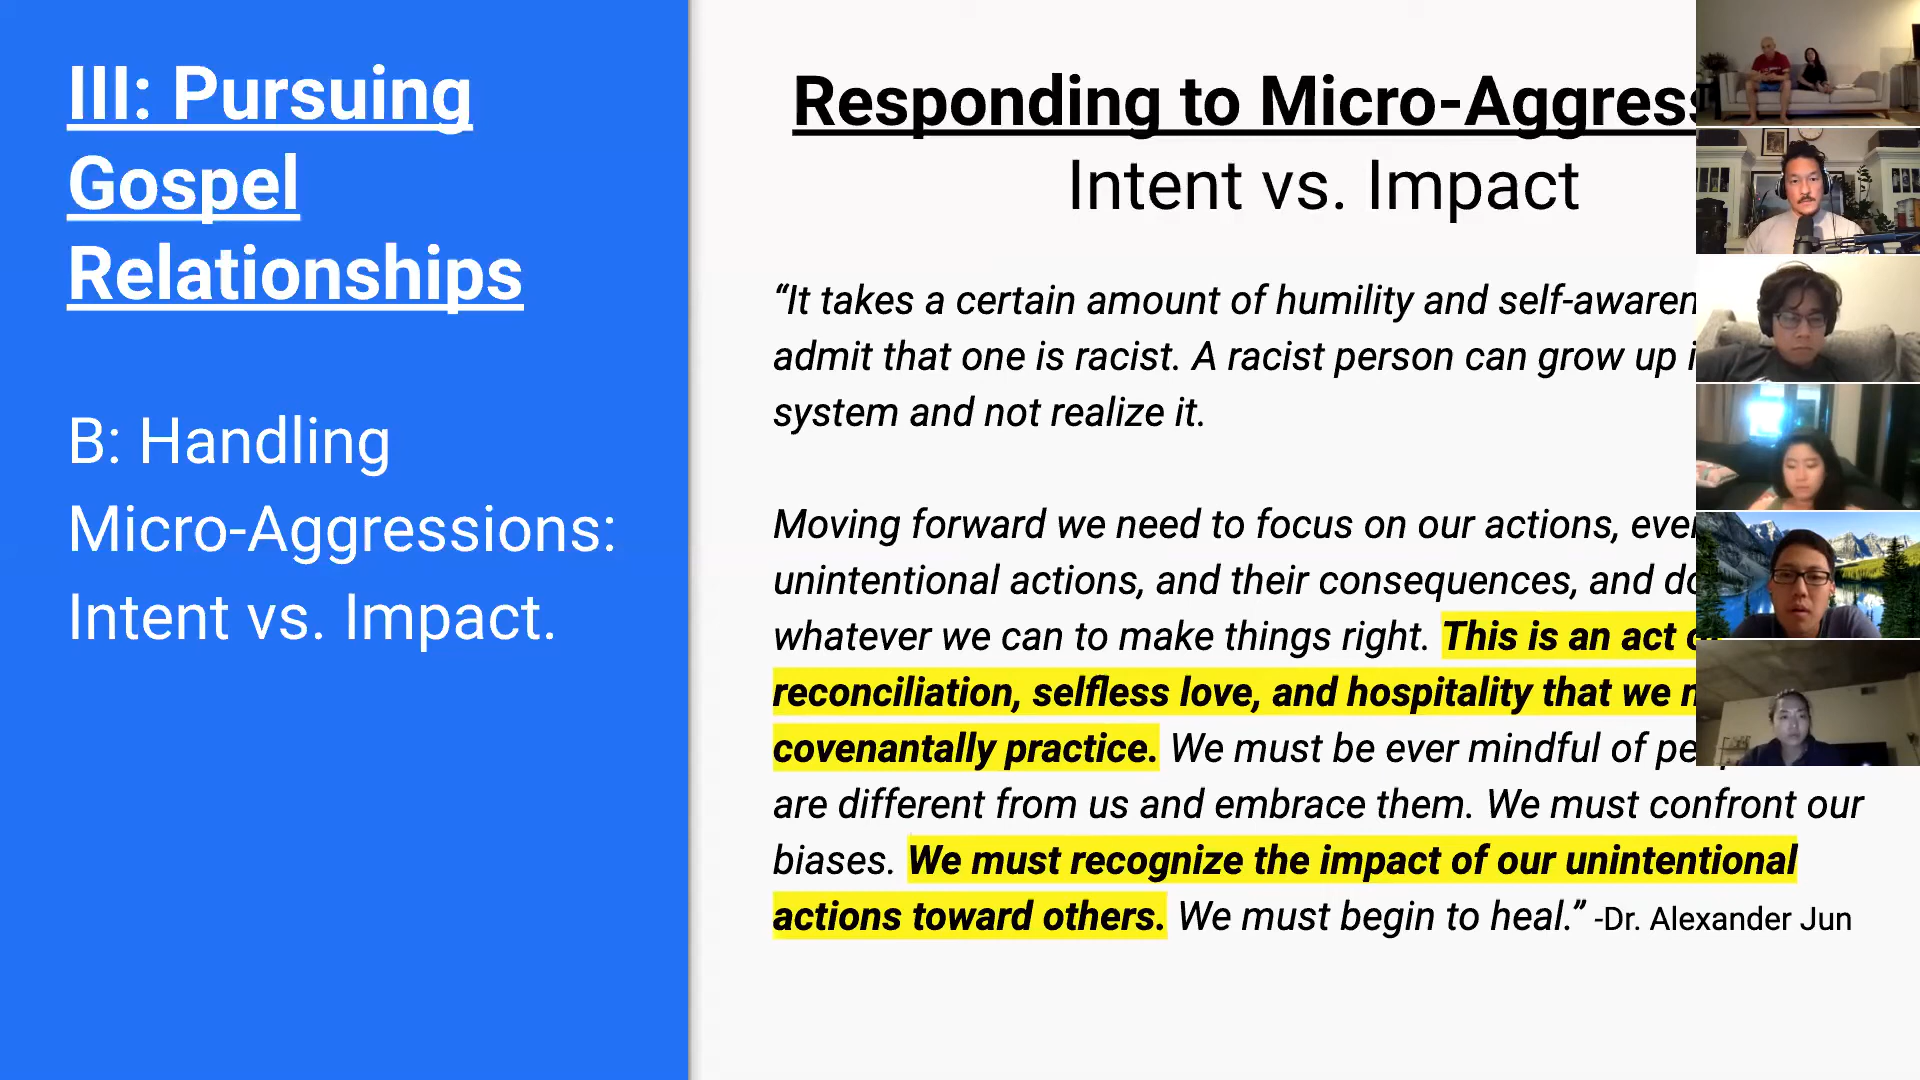 III: Pursuing
Gospel
Relationships
B: Handling
Micro-Aggressions:
Intent vs. Impact.
Responding to Micro-Aggress
Intent vs. Impact
“It takes a certain amount of humility and self-awaren
admit that one is racist. A racist person can grow up i
system and not realize it.
Moving forward we need to focus on our actions, even
unintentional actions, and their consequences, and do
whatever we can to make things right. This is an act o
reconciliation, selfless love, and hospitality that we
covenantally practice. We must be ever mindful of
are different from us and embrace them. We must confront our
biases. We must recognize the impact of our unintentional
actions toward others. We must begin to heal.” -Dr. Alexander Jun